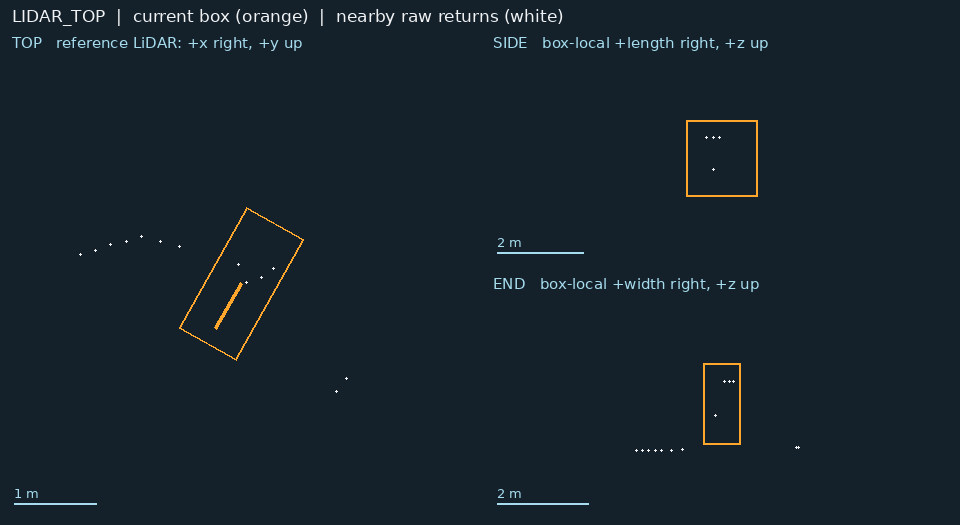 LIDAR_TOP | current box (orange) | nearby raw returns (white)
TOP reference LiDAR: +x right, +y up
SIDE box-local +length right, +z up
2 m
END box-local +width right, +z up
1 m
2 m